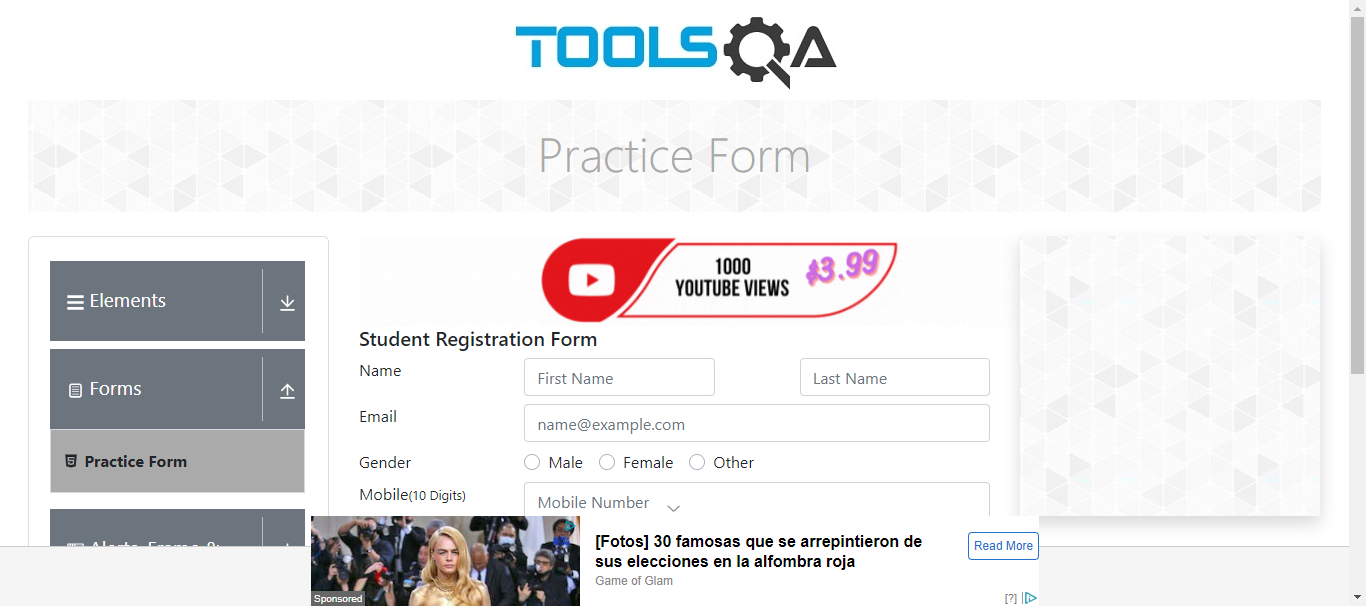 TOOLSQA
Practice Form
Elements
Forms
Practice Form
1000
YOUTUBE VIEWS
$3.99
Student Registration Form
Name
First Name
Last Name
Email
name@example.com
Gender
Male
Female
Other
Mobile(10 Digits)
Mobile Number
Alerts, Frame &
[Fotos] 30 famosas que se arrepintieron de
sus elecciones en la alfombra roja
Game of Glam
Read More
Sponsored
[?]